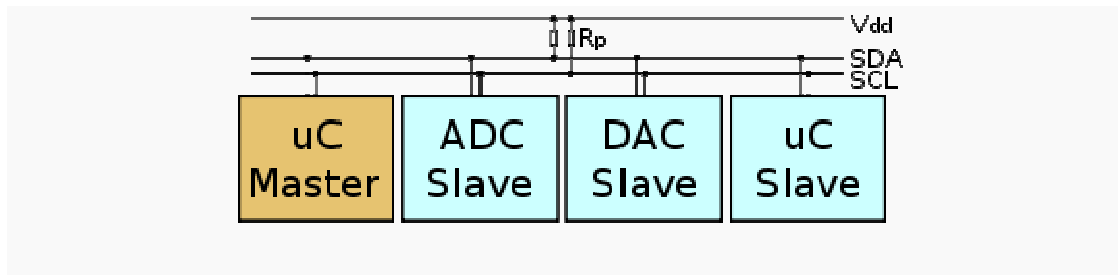 Vdd
Rp
SDA
SCL
uC
Master
ADC
Slave
DAC
Slave
uC
Slave